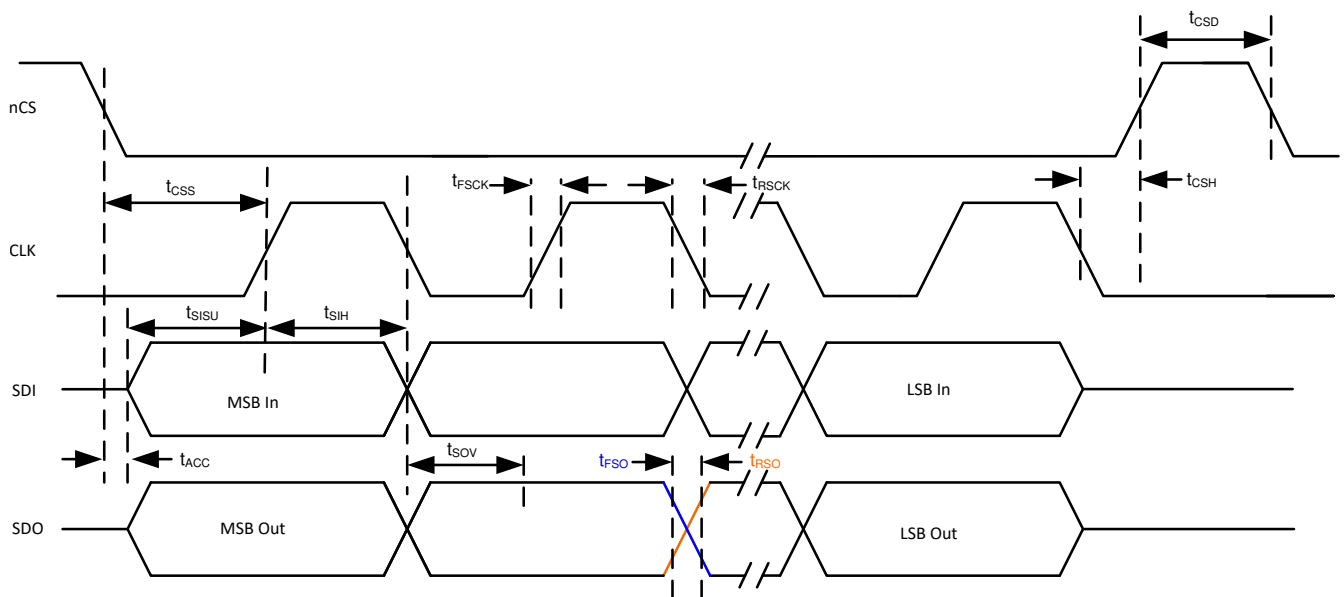 tCSD
nCS
tCSS
tFSCK
tRSCK
tCSH
CLK
tSISU
tSIH
SDI
MSB In
LSB In
tACC
tSOV
tFSO
tRSO
SDO
MSB Out
LSB Out